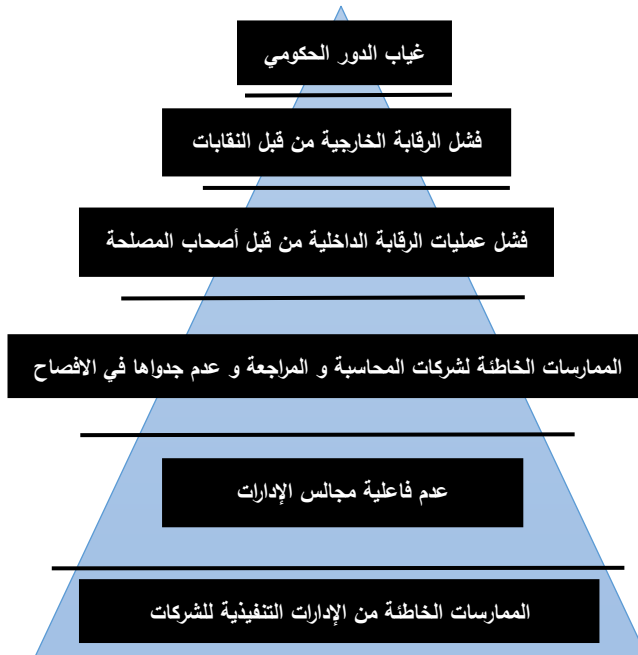 غياب الدور الحكومي
فشل الرقابة الخارجية من قبل النقابات
فشل عمليات الرقابة الداخلية من قبل أصحاب المصلحة
الممارسات الخاطئة لشركات المحاسبة و المراجعة و عدم جدواها في الافصاح
عدم فاعلية مجالس الإدارات
الممارسات الخاطئة من الإدارات التنفيذية للشركات